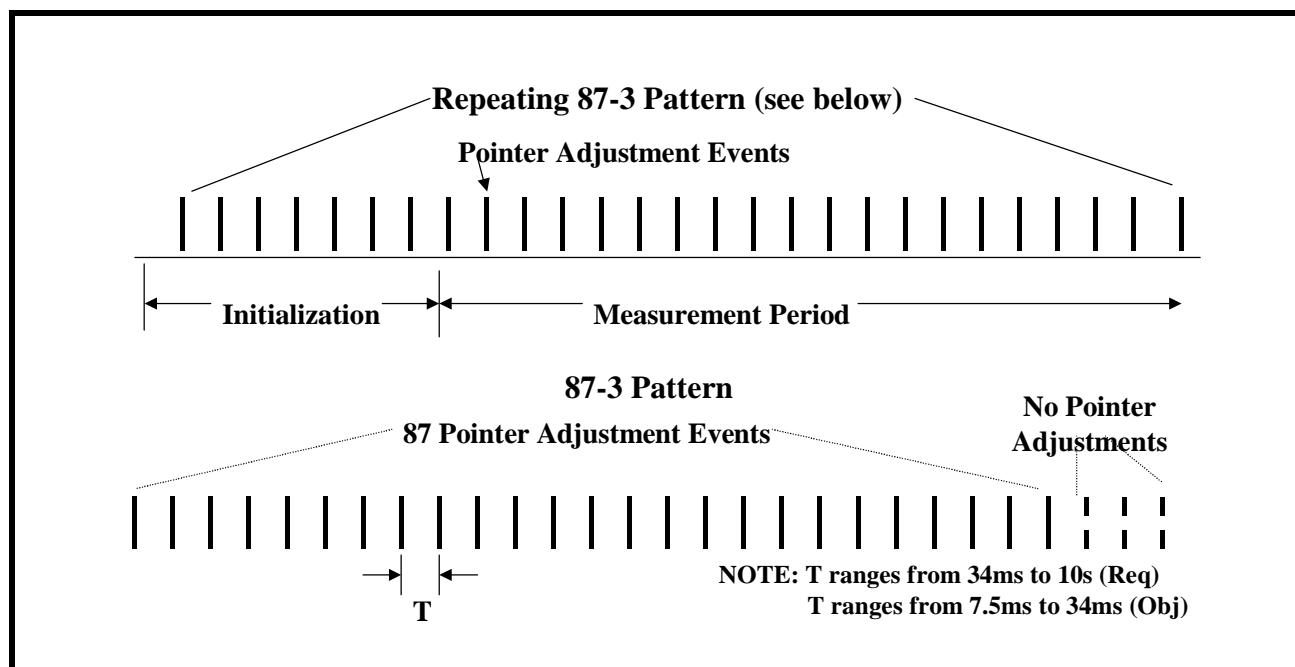 Repeating 87-3 Pattern (see below)
Pointer Adjustment Events
Initialization
Measurement Period
87-3 Pattern
No Pointer
Adjustments
87 Pointer Adjustment Events
T
NOTE: T ranges from 34ms to 10s (Req)
T ranges from 7.5ms to 34ms (Obj)